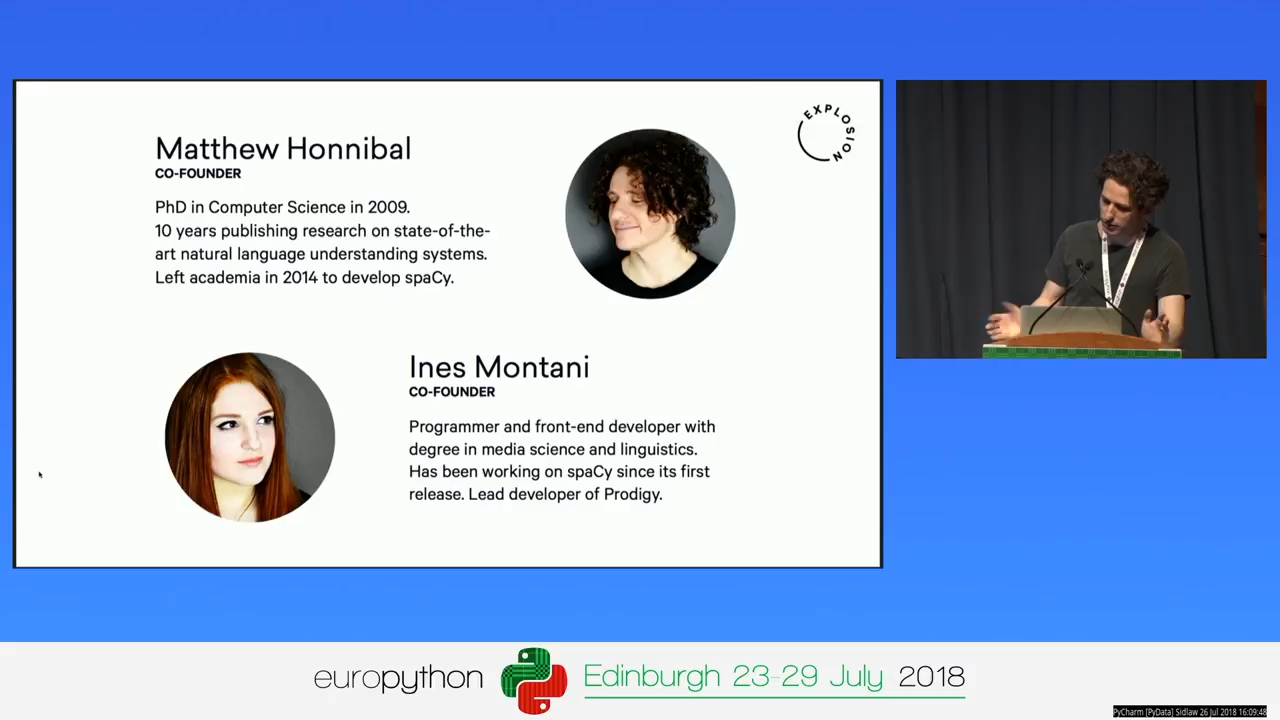 EXPLOSION
Matthew Honnibal
CO-FOUNDER
PhD in Computer Science in 2009.
10 years publishing research on state-of-the-
art natural language understanding systems.
Left academia in 2014 to develop spaCy.
Ines Montani
CO-FOUNDER
Programmer and front-end developer with
degree in media science and linguistics.
Has been working on spaCy since its first
release. Lead developer of Prodigy.
europython Edinburgh 23-29 July 2018
PyCharm [PyData] Sidlaw 26 Jul 2018 16:09:48